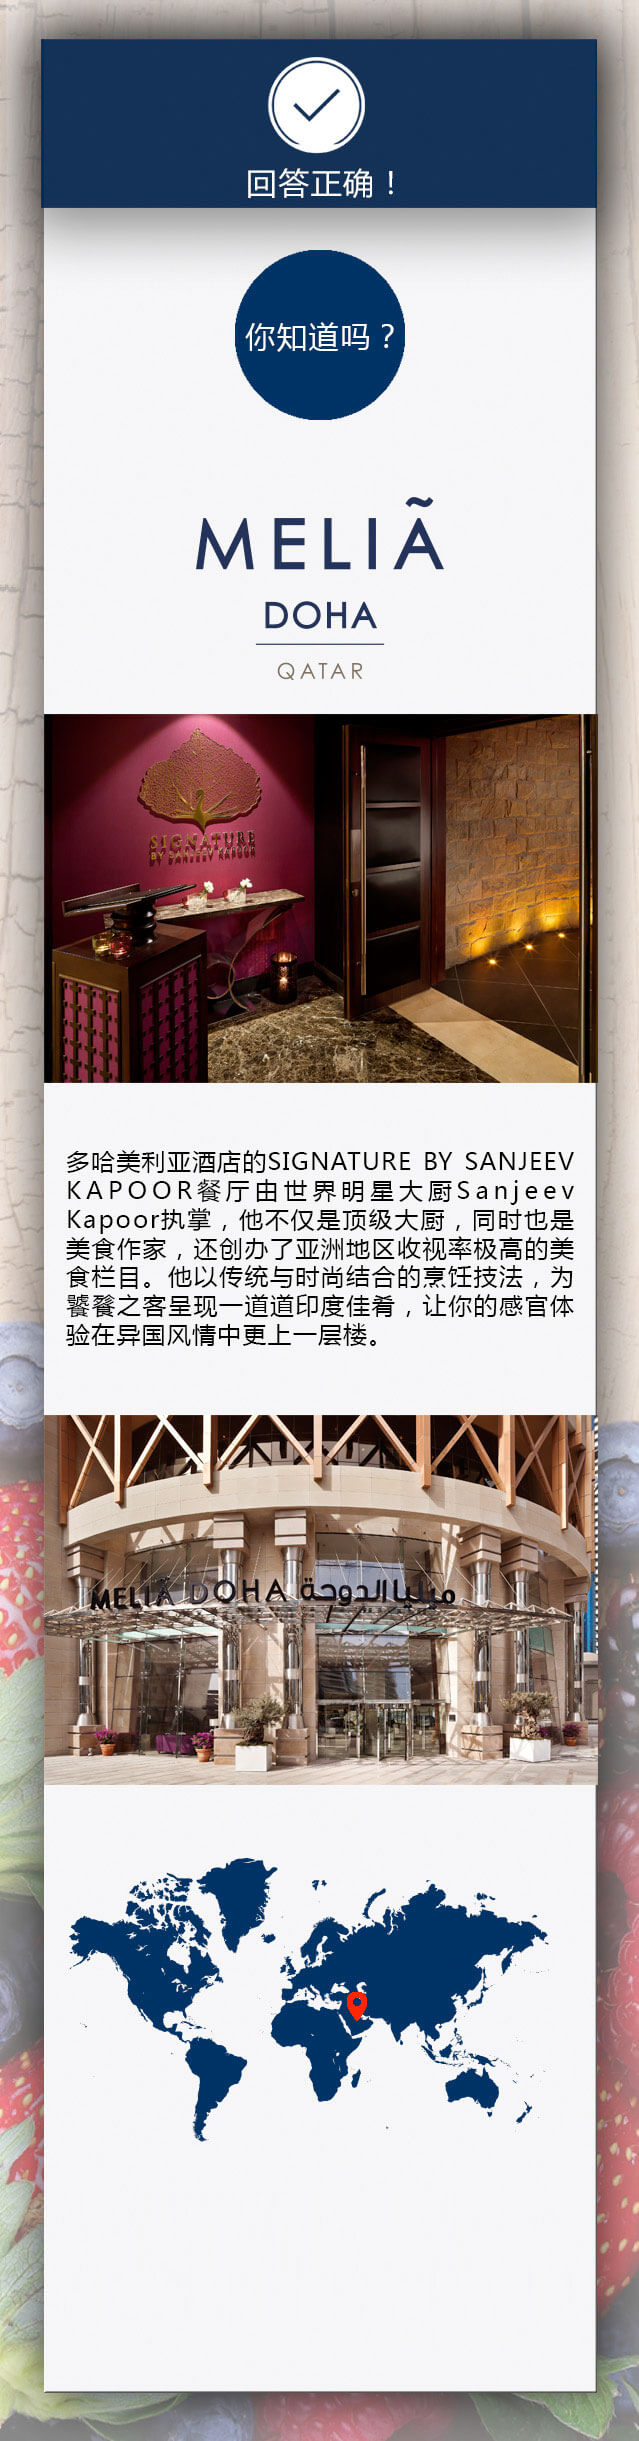 回答正确！
你知道吗？
MELIÃ
DOHA
QATAR
SIGNATURE
BY SANJEEV KAPOOR
多哈美利亚酒店的SIGNATURE BY SANJEEV
KAPOOR餐厅由世界明星大厨Sanjeev
Kapoor执掌，他不仅是顶级大厨，同时也是
美食作家，还创办了亚洲地区收视率极高的美
食栏目。他以传统与时尚结合的烹饪技法，为
饕餮之客呈现一道道印度佳肴，让你的感官体
验在异国风情中更上一层楼。
MELIÃ DOHA ميليا الدوحة